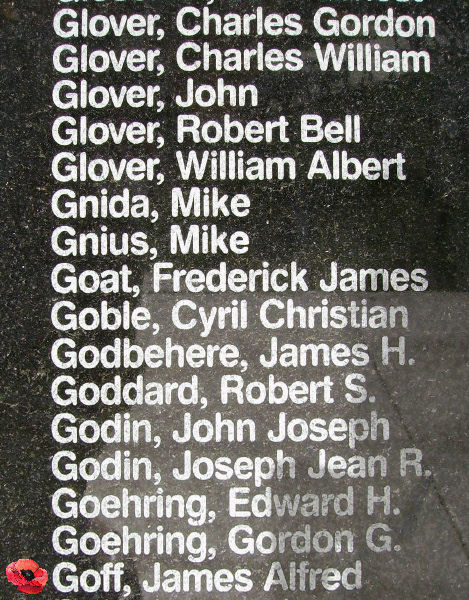 Glover, Charles Gordon
Glover, Charles William
Glover, John
Glover, Robert Bell
Glover, William Albert
Gnida, Mike
Gnius, Mike
Goat, Frederick James
Goble, Cyril Christian
Godbehere, James H.
Goddard, Robert S.
Godin, John Joseph
Godin, Joseph Jean R.
Goehring, Edward H.
Goehring, Gordon G.
Goff, James Alfred